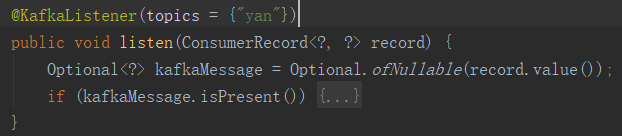 @KafkaListener(topics = {"yan"})
public void listen(ConsumerRecord<?, ?> record) {
Optional<?> kafkaMessage = Optional.ofNullable(record.value());
if (kafkaMessage.isPresent()) {...}
}